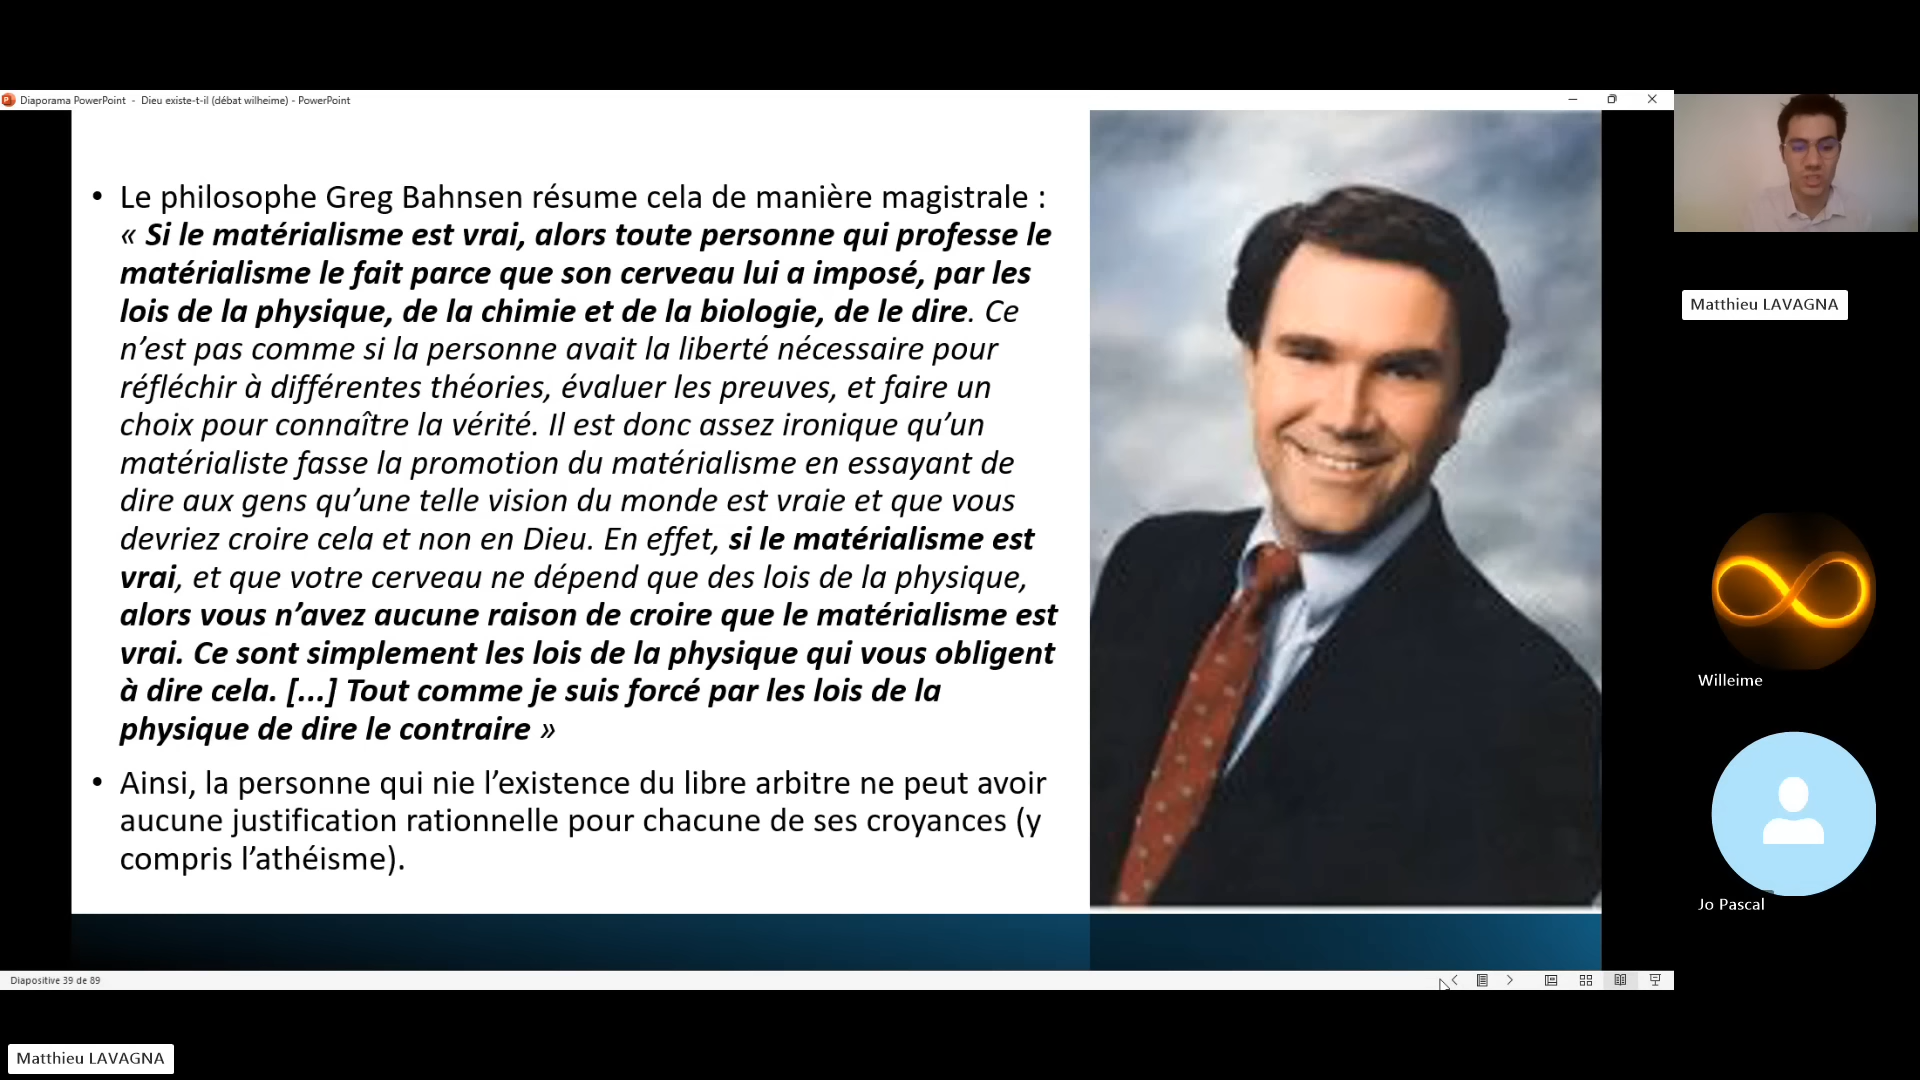 Diaporama PowerPoint - Dieu existe-t-il (débat wilheime) - PowerPoint
• Le philosophe Greg Bahnsen résume cela de manière magistrale :
« Si le matérialisme est vrai, alors toute personne qui professe le
matérialisme le fait parce que son cerveau lui a imposé, par les
lois de la physique, de la chimie et de la biologie, de le dire. Ce
n’est pas comme si la personne avait la liberté nécessaire pour
réfléchir à différentes théories, évaluer les preuves, et faire un
choix pour connaître la vérité. Il est donc assez ironique qu’un
matérialiste fasse la promotion du matérialisme en essayant de
dire aux gens qu’une telle vision du monde est vraie et que vous
devriez croire cela et non en Dieu. En effet, si le matérialisme est
vrai, et que votre cerveau ne dépend que des lois de la physique,
alors vous n’avez aucune raison de croire que le matérialisme est
vrai. Ce sont simplement les lois de la physique qui vous obligent
à dire cela. [...] Tout comme je suis forcé par les lois de la
physique de dire le contraire »
• Ainsi, la personne qui nie l’existence du libre arbitre ne peut avoir
aucune justification rationnelle pour chacune de ses croyances (y
compris l’athéisme).
Diapositive 39 de 89
Matthieu LAVAGNA
Willeime
Jo Pascal
Matthieu LAVAGNA